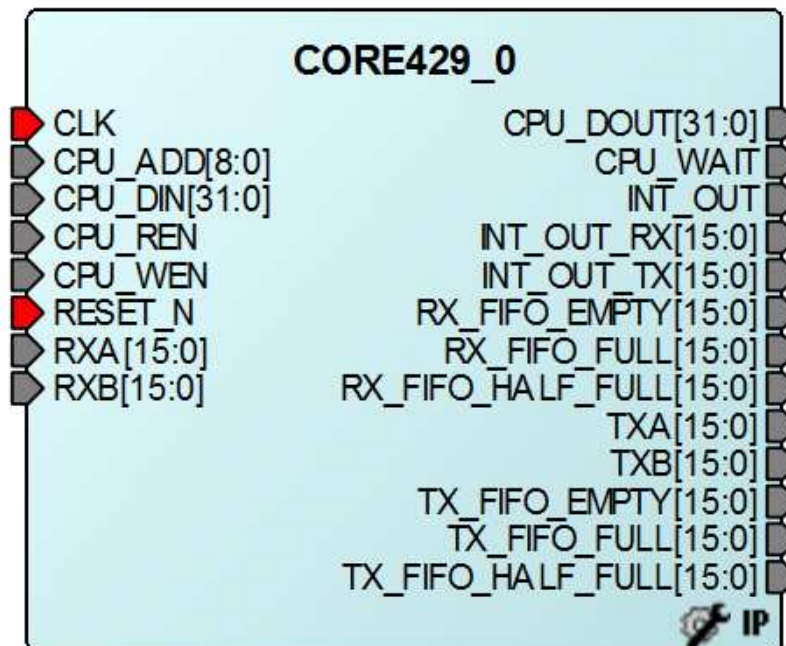 CORE429_0
CLK
CPU_ADD[8:0]
CPU_DIN[31:0]
CPU_REN
CPU_WEN
RESET_N
RXA[15:0]
RXB[15:0]
CPU_DOUT[31:0]
CPU_WAIT
INT_OUT
INT_OUT_RX[15:0]
INT_OUT_TX[15:0]
RX_FIFO_EMPTY[15:0]
RX_FIFO_FULL[15:0]
RX_FIFO_HALF_FULL[15:0]
TXA[15:0]
TXB[15:0]
TX_FIFO_EMPTY[15:0]
TX_FIFO_FULL[15:0]
TX_FIFO_HALF_FULL[15:0]
IP